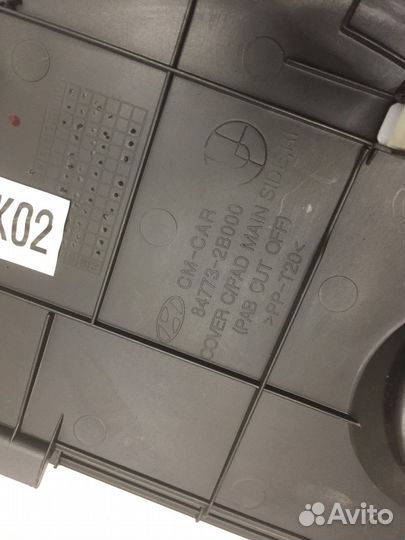 CM-CAR
84773-2B000
COVER C/PAD MAIN SIDE,RH
(PAB CUT OFF)
>PP-T20<
K02
Avito